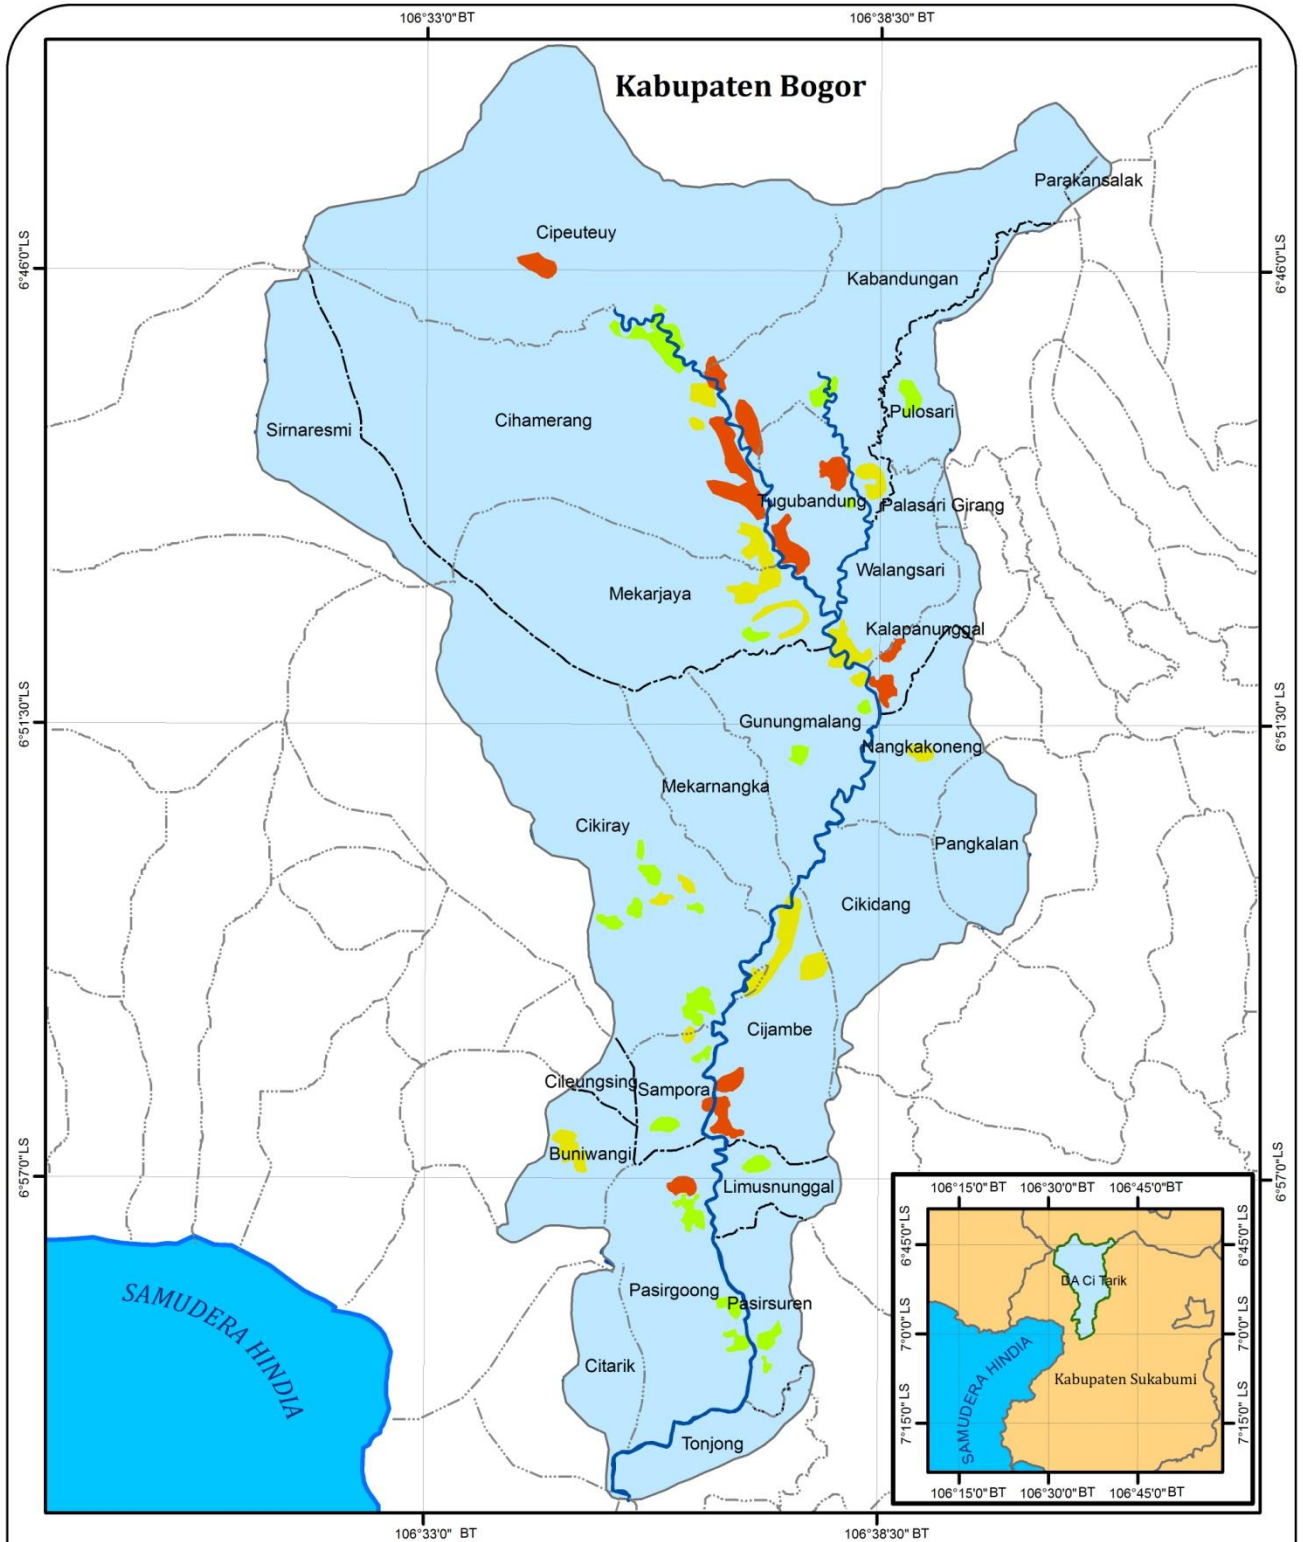 106°33'0"BT
106°38'30"BT
Kabupaten Bogor
Parakansalak
Cipeuteuy
6°46'0"LS
6°46'0"LS
Kabandungan
Pulosari
Cihamerang
Sirnaresmi
Tugubandung
Palasari Girang
Walangsari
Mekarjaya
Kalapanunggal
6°51'30"LS
6°51'30"LS
Gunungmalang
Nangkakoneng
Mekarnangka
Cikiray
Pangkalan
Cikidang
Cijambe
Cileungsing
Sampora
Buniwangi
6°57'0"LS
6°57'0"LS
Limusnunggal
106°15'0"BT
106°30'0"BT
106°45'0"BT
6°45'0"LS
6°45'0"LS
DA Ci Tarik
SAMUDERA HINDIA
Pasirgoong
Pasirsuren
7°0'0"LS
7°0'0"LS
Citarik
SAMUDERA HINDIA
Kabupaten Sukabumi
7°15'0"LS
7°15'0"LS
Tonjong
106°15'0"BT
106°30'0"BT
106°45'0"BT
106°33'0" BT
106°38'30" BT